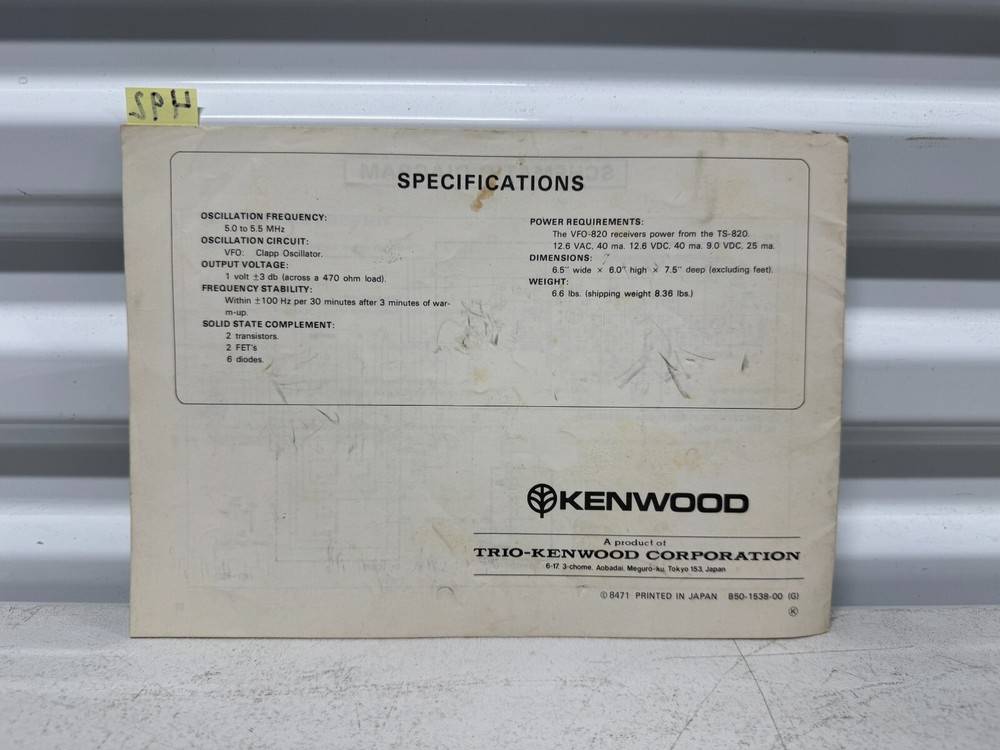 SPECIFICATIONS
OSCILLATION FREQUENCY:
5.0 to 5.5 MHz
OSCILLATION CIRCUIT:
VFO: Clapp Oscillator.
OUTPUT VOLTAGE:
1 volt ±3 db (across a 470 ohm load).
FREQUENCY STABILITY:
Within ±100 Hz per 30 minutes after 3 minutes of war-
m-up.
SOLID STATE COMPLEMENT:
2 transistors.
2 FET's
6 diodes.
POWER REQUIREMENTS:
The VFO-820 receivers power from the TS-820.
12.6 VAC, 40 ma. 12.6 VDC, 40 ma. 9.0 VDC, 25 ma.
DIMENSIONS:
6.5" wide × 6.0" high × 7.5" deep (excluding feet).
WEIGHT:
6.6 lbs. (shipping weight 8.36 lbs.)
KENWOOD
A product of
TRIO-KENWOOD CORPORATION
6-17, 3-chome, Aobadai, Meguro-ku, Tokyo 153, Japan
© 8471 PRINTED IN JAPAN B50-1538-00 (G)
Ⓚ